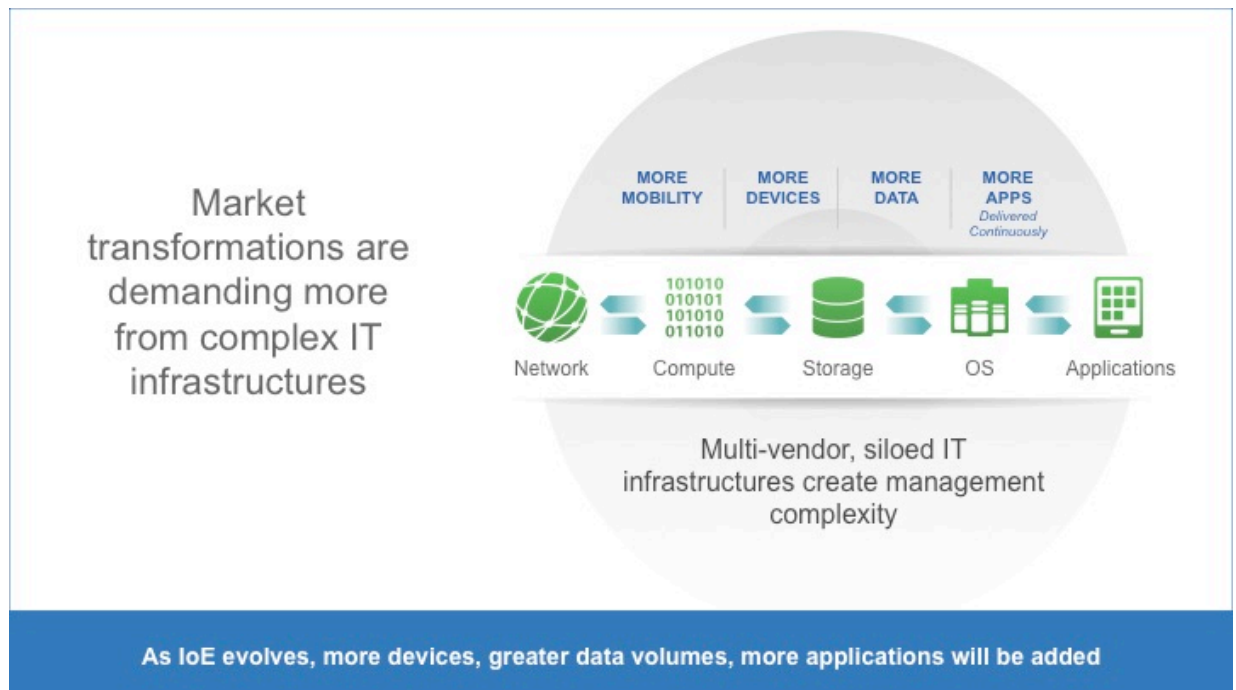 Market
transformations are
demanding more
from complex IT
infrastructures
MORE
MOBILITY
MORE
DEVICES
MORE
DATA
MORE
APPS
Delivered
Continuously
101010
010101
101010
011010
Network
Compute
Storage
OS
Applications
Multi-vendor, siloed IT
infrastructures create management
complexity
As IoE evolves, more devices, greater data volumes, more applications will be added